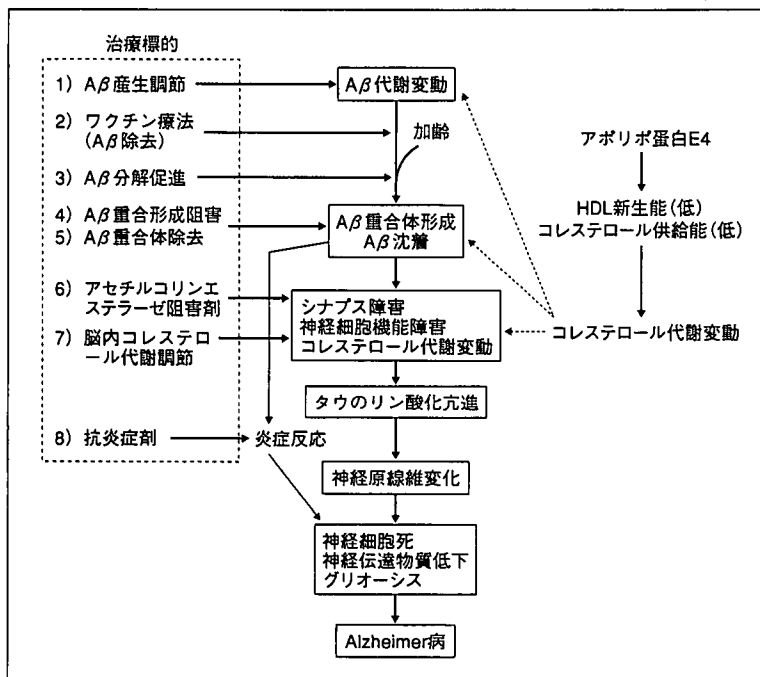 治療標的
1) Aβ産生調節
2) ワクチン療法
(Aβ除去)
3) Aβ分解促進
4) Aβ重合形成阻害
5) Aβ重合体除去
6) アセチルコリンエ
ステラーゼ阻害剤
7) 脳内コレステロ
ール代謝調節
8) 抗炎症剤
Aβ代謝変動
加齢
Aβ重合体形成
Aβ沈着
シナプス障害
神経細胞機能障害
コレステロール代謝変動
タウのリン酸化亢進
炎症反応
神経原線維変化
神経細胞死
神経伝達物質低下
グリオーシス
Alzheimer病
アポリポ蛋白E4
HDL新生能(低)
コレステロール供給能(低)
コレステロール代謝変動